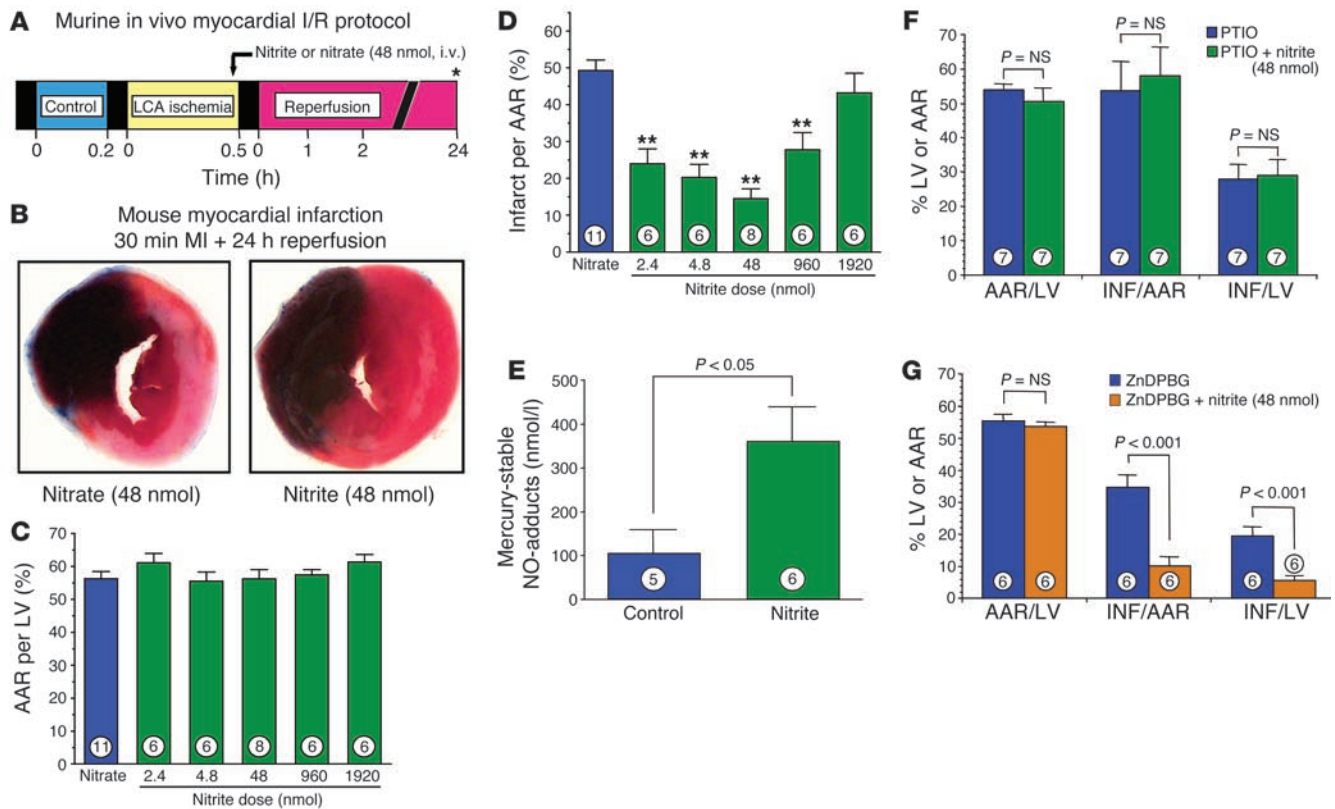 A Murine in vivo myocardial I/R protocol
Nitrite or nitrate (48 nmol, i.v.)
*
Control
LCA ischemia
Reperfusion
0 0.2 0 0.5 0 1 2 24
Time (h)
B Mouse myocardial infarction
30 min MI + 24 h reperfusion
Nitrate (48 nmol)
Nitrite (48 nmol)
C
AAR per LV (%)
70
60
50
40
30
20
10
0
11 6 6 8 6 6
Nitrate 2.4 4.8 48 960 1920
Nitrite dose (nmol)
D
Infarct per AAR (%)
60
50
40
30
20
10
0
** ** ** **
11 6 6 8 6 6
Nitrate 2.4 4.8 48 960 1920
Nitrite dose (nmol)
E
P < 0.05
Mercury-stable
NO-adducts (nmol/l)
500
400
300
200
100
0
5 6
Control Nitrite
F
PTIO
PTIO + nitrite
(48 nmol)
% LV or AAR
70
60
50
40
30
20
10
0
P = NS
P = NS
P = NS
7 7 7 7 7 7
AAR/LV INF/AAR INF/LV
G
ZnDPBG
ZnDPBG + nitrite (48 nmol)
% LV or AAR
70
60
50
40
30
20
10
0
P = NS
P < 0.001
P < 0.001
6 6 6 6 6 6
AAR/LV INF/AAR INF/LV